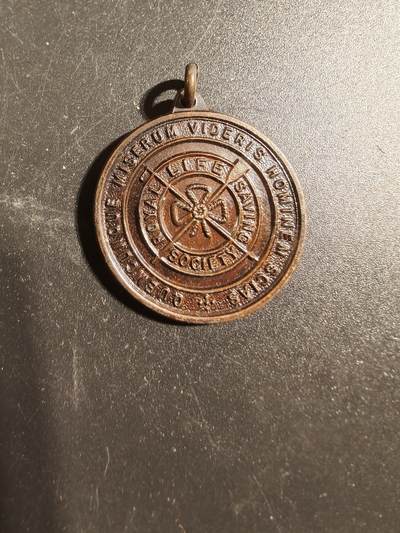 QUEMCUNQUE MISERUM VIDERIS HOMINEM SCIAS
ROYAL LIFE SAVING SOCIETY